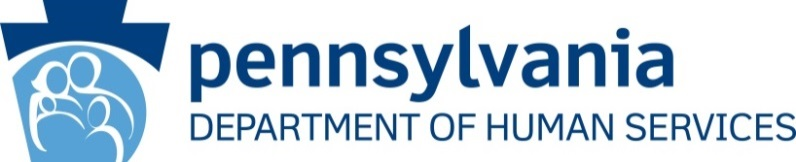 pennsylvania
DEPARTMENT OF HUMAN SERVICES